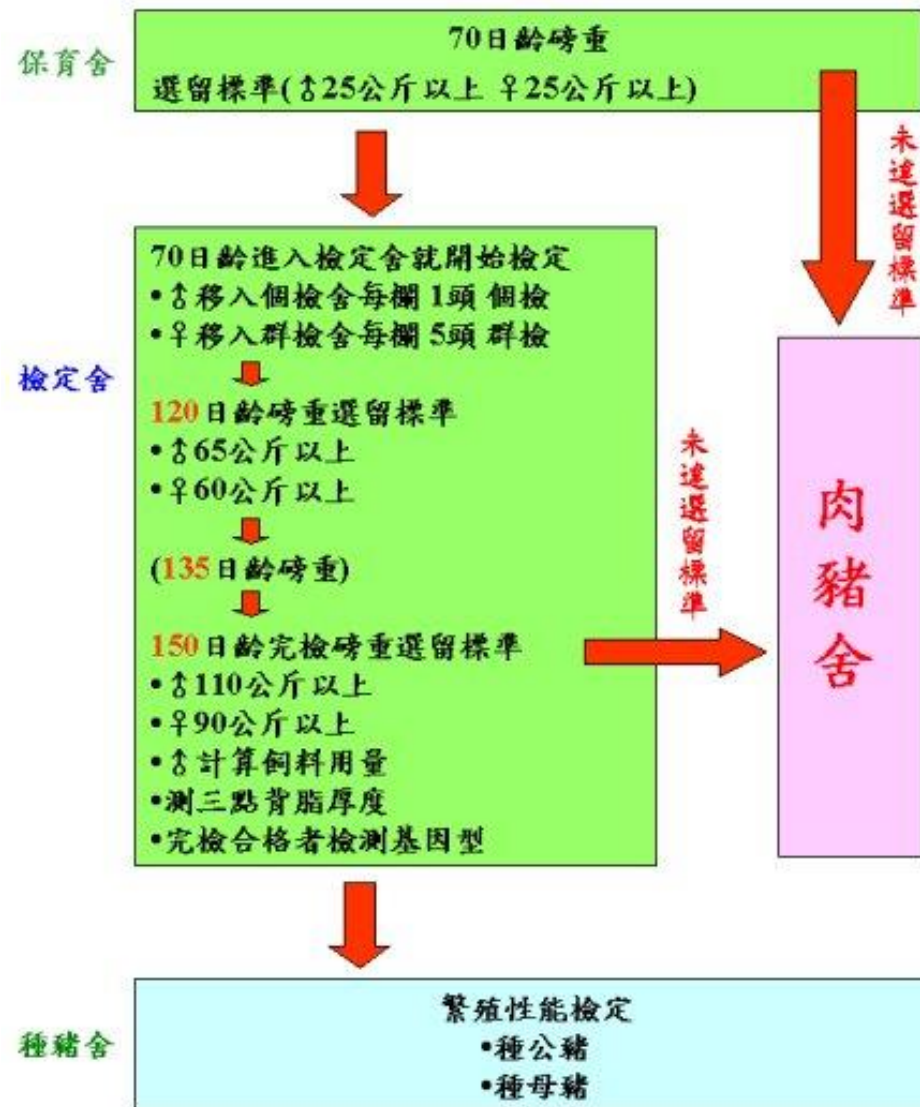 保育舍
70日齡磅重
選留標準(♂25公斤以上 ♀25公斤以上)
未達選留標準
檢定舍
70日齡進入檢定舍就開始檢定
•♂移入個檢舍每欄 1頭 個檢
•♀移入群檢舍每欄 5頭 群檢
120日齡磅重選留標準
•♂65公斤以上
•♀60公斤以上
(135日齡磅重)
150日齡完檢磅重選留標準
•♂110公斤以上
•♀90公斤以上
•♂計算飼料用量
•測三點背脂厚度
•完檢合格者檢測基因型
未達選留標準
肉豬舍
種豬舍
繁殖性能檢定
•種公豬
•種母豬